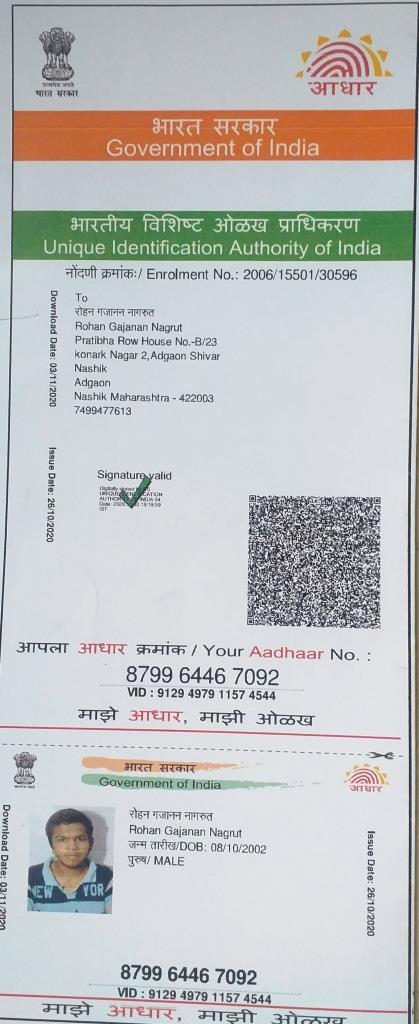 सत्यमेव जयते
भारत सरकार
आधार
भारत सरकार
Government of India
भारतीय विशिष्ट ओळख प्राधिकरण
Unique Identification Authority of India
नोंदणी क्रमांक:/ Enrolment No.: 2006/15501/30596
Download Date: 03/11/2020
To
रोहन गजानन नागरुत
Rohan Gajanan Nagrut
Pratibha Row House No.-B/23
konark Nagar 2,Adgaon Shivar
Nashik
Adgaon
Nashik Maharashtra - 422003
7499477613
Issue Date: 26/10/2020
Signature valid
Digitally signed
UNIQUE IDENTIFICATION
AUTHORITY INDIA 04
Date: 2020 19:19:59
IST
आपला आधार क्रमांक / Your Aadhaar No. :
8799 6446 7092
VID : 9129 4979 1157 4544
माझे आधार, माझी ओळख
भारत सरकार
Government of India
आधार
Download Date: 03/11/2020
रोहन गजानन नागरुत
Rohan Gajanan Nagrut
जन्म तारीख/DOB: 08/10/2002
पुरुष/ MALE
Issue Date: 26/10/2020
NEW YOR
8799 6446 7092
VID : 9129 4979 1157 4544
माझे आधार, माझी ओळख